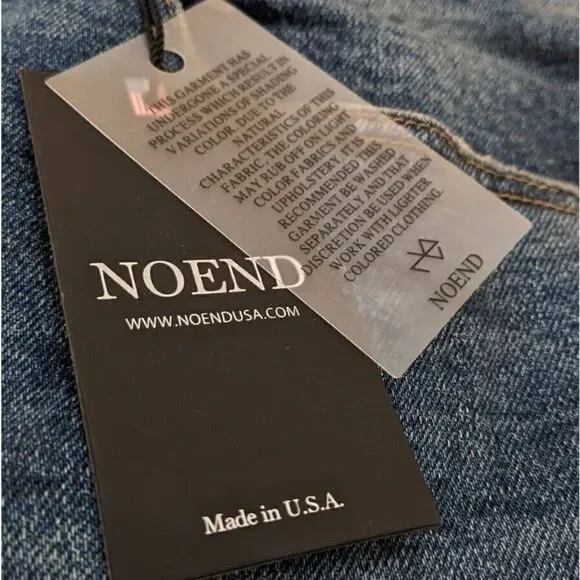 THIS GARMENT HAS
UNDERGONE A SPECIAL
PROCESS WHICH RESULT IN
VARIATIONS OF SHADING
COLOR. DUE TO THE
NATURAL
CHARACTERISTICS OF THIS
FABRIC, THE COLORING
MAY RUB OFF ON LIGHT
COLOR FABRICS AND
UPHOLSTERY. IT IS
RECOMMENDED THIS
GARMENT BE WASHED
SEPARATELY AND THAT
DISCRETION BE USED WHEN
WORK WITH LIGHTER
COLORED CLOTHING.
NOEND
NOEND
WWW.NOENDUSA.COM
Made in U.S.A.